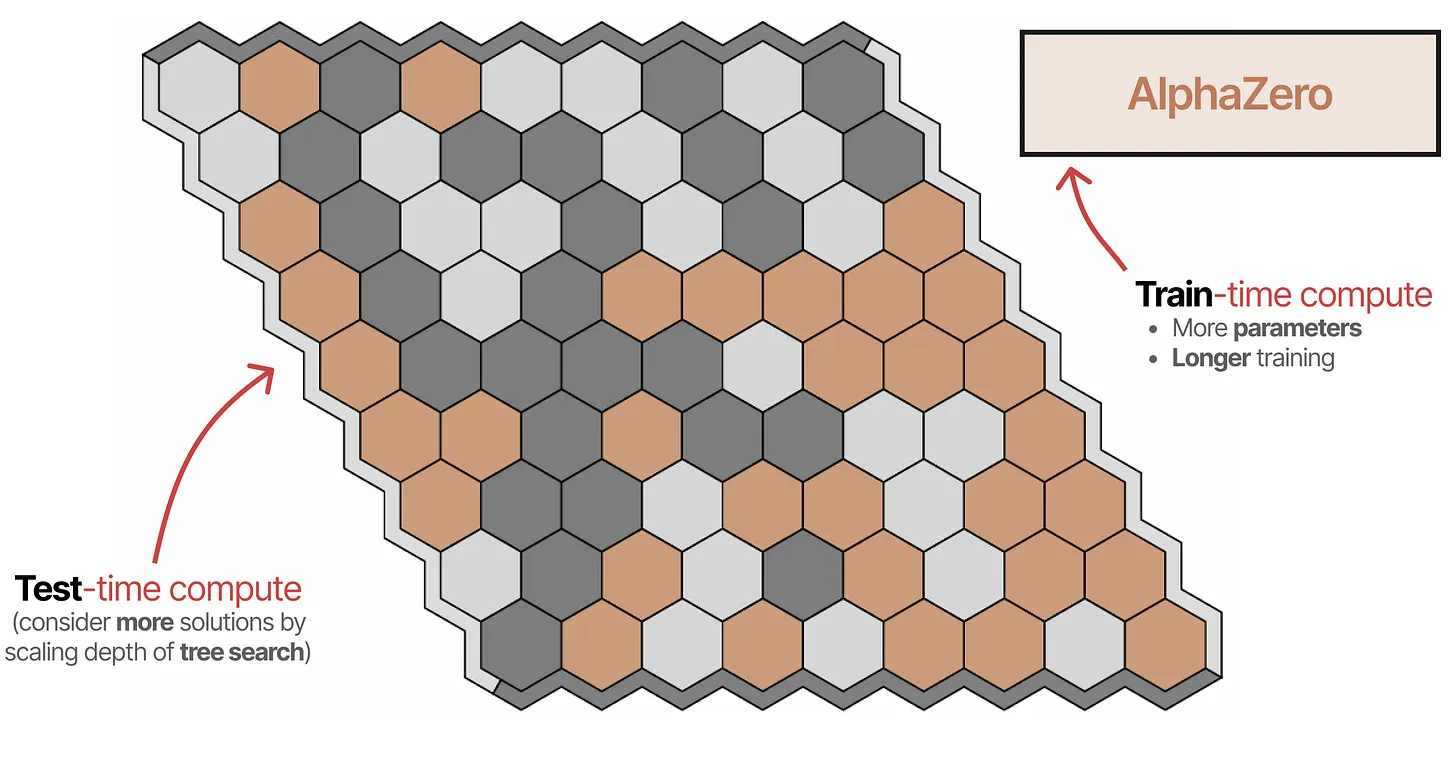 AlphaZero
Train-time compute
• More parameters
• Longer training
Test-time compute
(consider more solutions by
scaling depth of tree search)